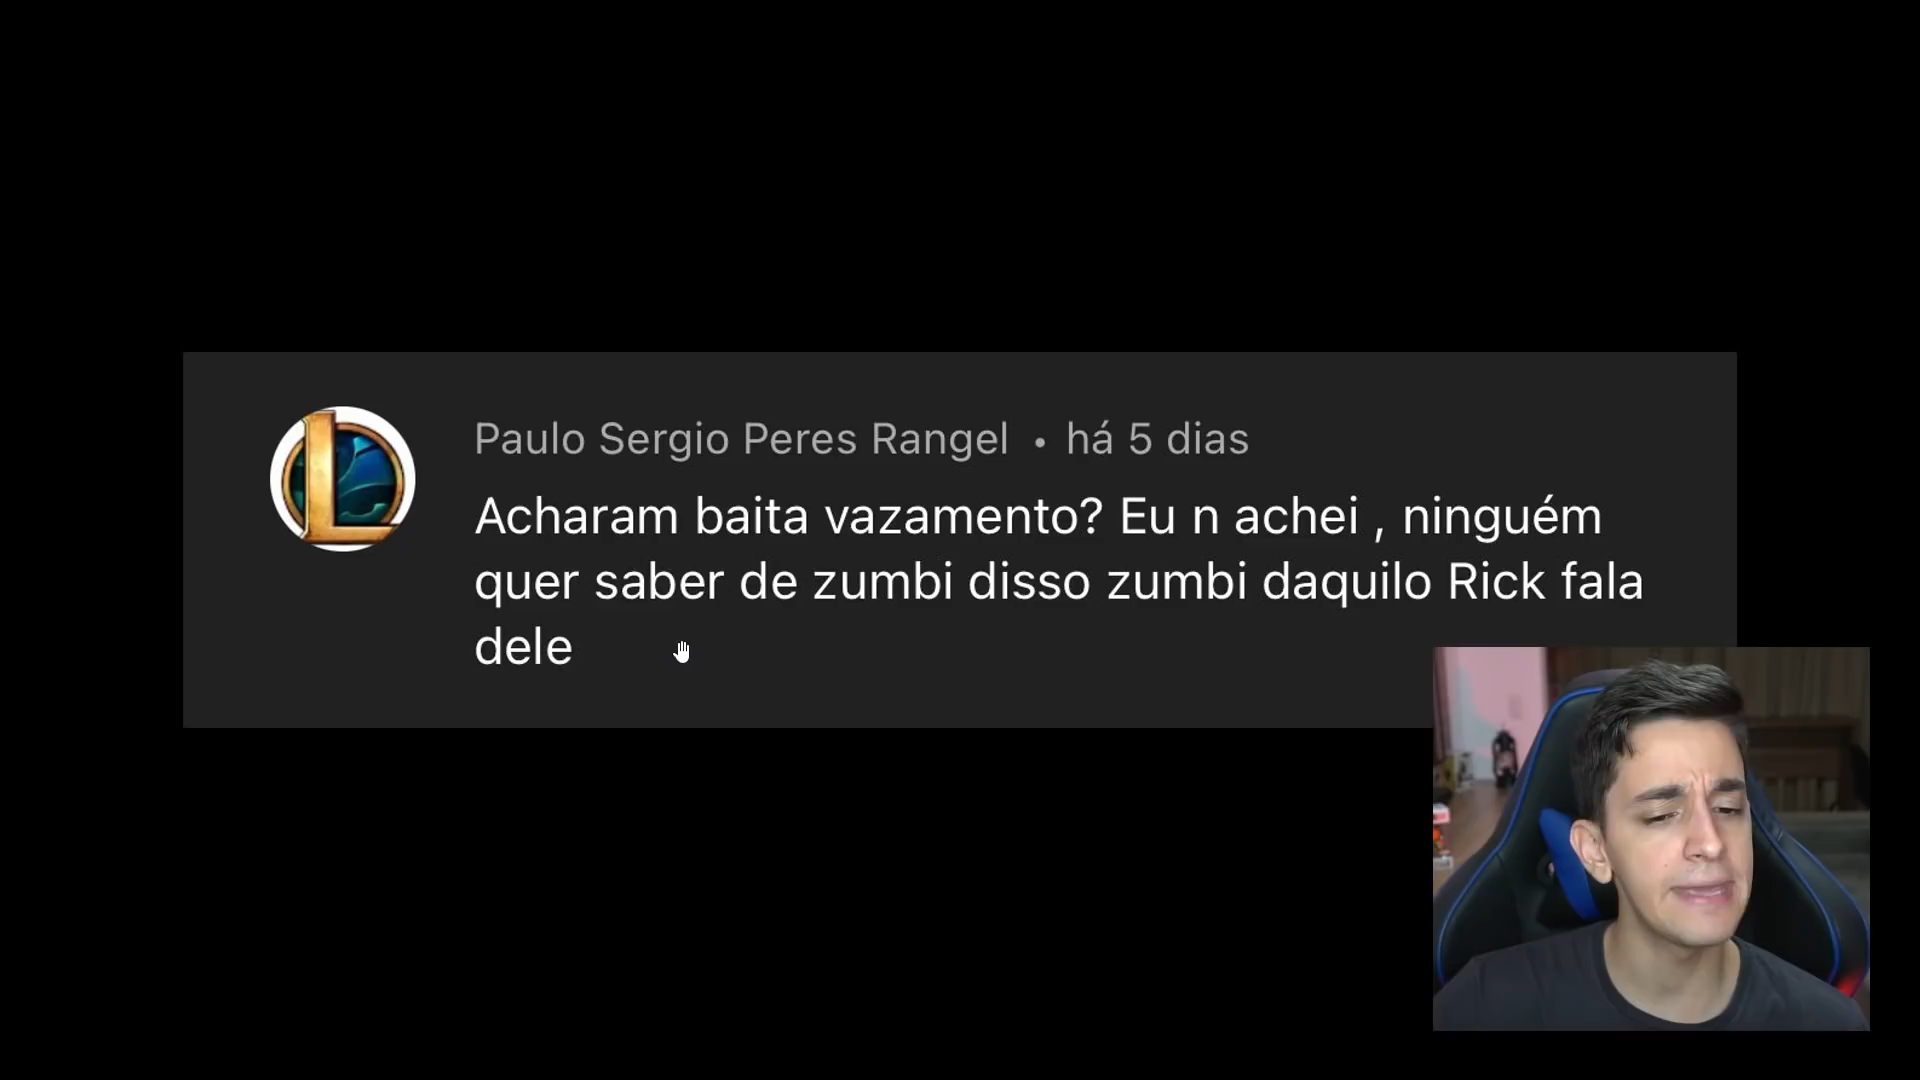 Paulo Sergio Peres Rangel • há 5 dias
Acharam baita vazamento? Eu n achei , ninguém
quer saber de zumbi disso zumbi daquilo Rick fala
dele